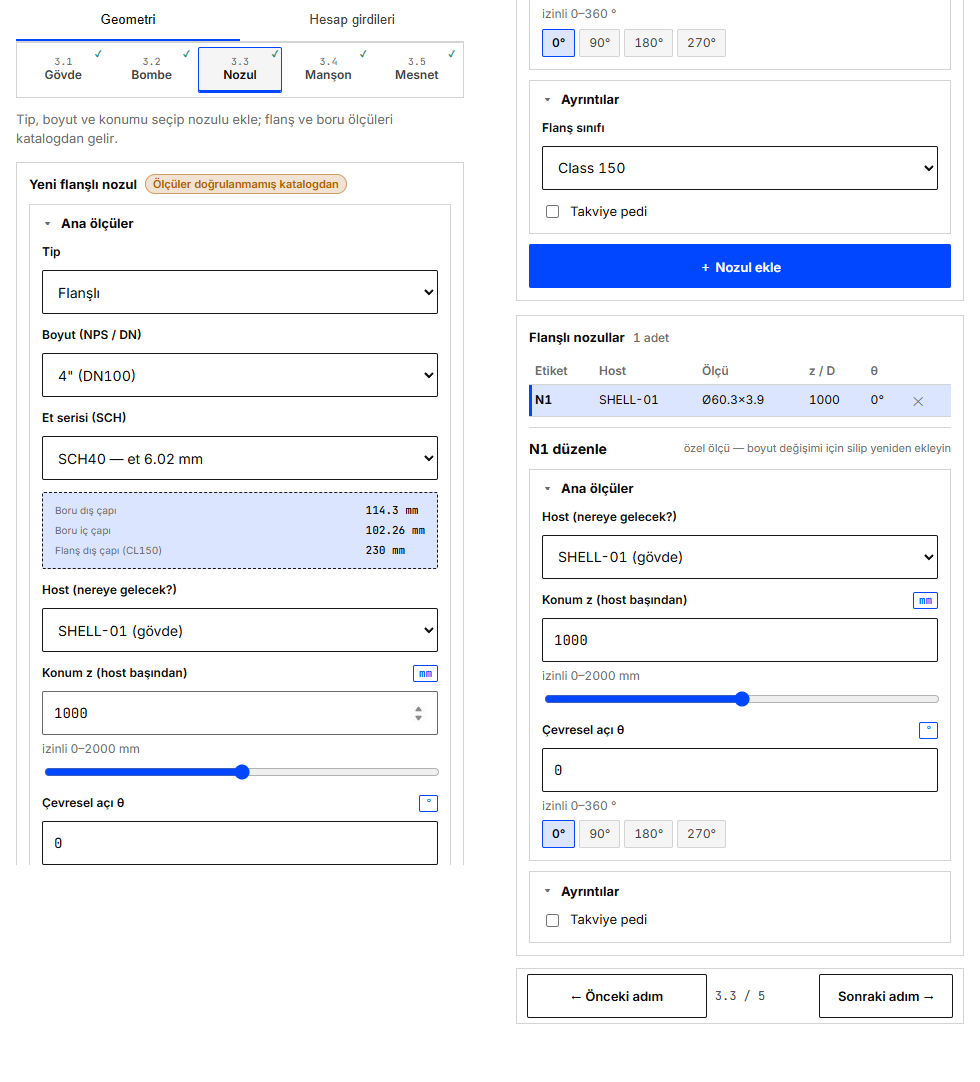 Geometri
Hesap girdileri
3.1 ✓
Gövde
3.2 ✓
Bombe
3.3 ✓
Nozul
3.4 ✓
Manşon
3.5 ✓
Mesnet
Tip, boyut ve konumu seçip nozulu ekle; flanş ve boru ölçüleri
katalogdan gelir.
Yeni flanşlı nozul Ölçüler doğrulanmamış katalogdan
Ana ölçüler
Tip
Flanşlı
Boyut (NPS / DN)
4" (DN100)
Et serisi (SCH)
SCH40 — et 6.02 mm
Boru dış çapı 114.3 mm
Boru iç çapı 102.26 mm
Flanş dış çapı (CL150) 230 mm
Host (nereye gelecek?)
SHELL-01 (gövde)
Konum z (host başından) mm
1000
izinli 0–2000 mm
Çevresel açı θ °
0
izinli 0–360 °
0° 90° 180° 270°
Ayrıntılar
Flanş sınıfı
Class 150
Takviye pedi
+ Nozul ekle
Flanşlı nozullar 1 adet
Etiket Host Ölçü z / D θ
N1 SHELL-01 Ø60.3×3.9 1000 0° ×
N1 düzenle özel ölçü — boyut değişimi için silip yeniden ekleyin
Ana ölçüler
Host (nereye gelecek?)
SHELL-01 (gövde)
Konum z (host başından) mm
1000
izinli 0–2000 mm
Çevresel açı θ °
0
izinli 0–360 °
0° 90° 180° 270°
Ayrıntılar
Takviye pedi
← Önceki adım 3.3 / 5 Sonraki adım →